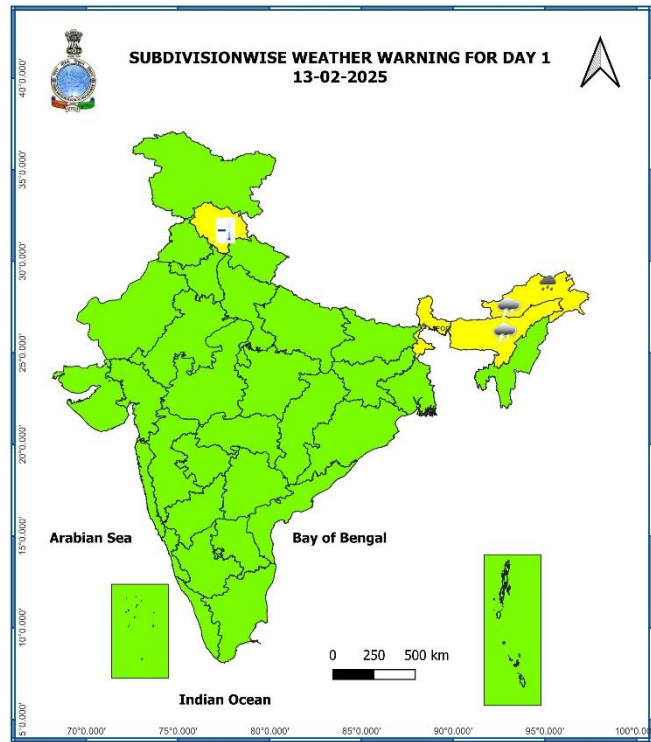 SUBDIVISIONWISE WEATHER WARNING FOR DAY 1
13-02-2025
40°0.000'
35°0.000'
30°0.000'
25°0.000'
20°0.000'
15°0.000'
10°0.000'
5°0.000'
FOG
Arabian Sea
Bay of Bengal
0 250 500 km
Indian Ocean
70°0.000' 75°0.000' 80°0.000' 85°0.000' 90°0.000' 95°0.000' 100°0.0